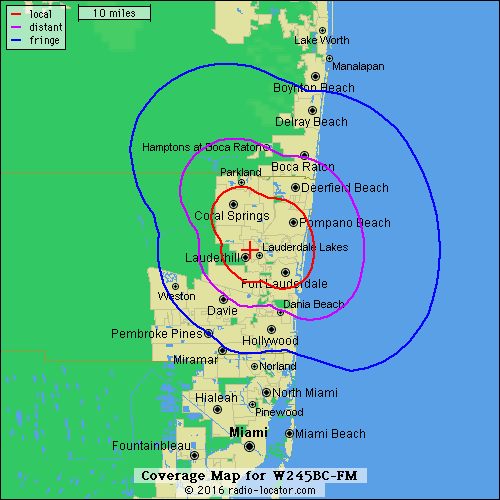 local
distant
fringe
10 miles
Lake Worth
Manalapan
Boynton Beach
Delray Beach
Hamptons at Boca Raton
Boca Raton
Parkland
Deerfield Beach
Coral Springs
Pompano Beach
Lauderdale Lakes
Lauderhill
Fort Lauderdale
Weston
Dania Beach
Davie
Pembroke Pines
Hollywood
Miramar
Norland
Hialeah
North Miami
Pinewood
Miami
Miami Beach
Fountainbleau
Coverage Map for W245BC-FM
© 2016 radio-locator.com